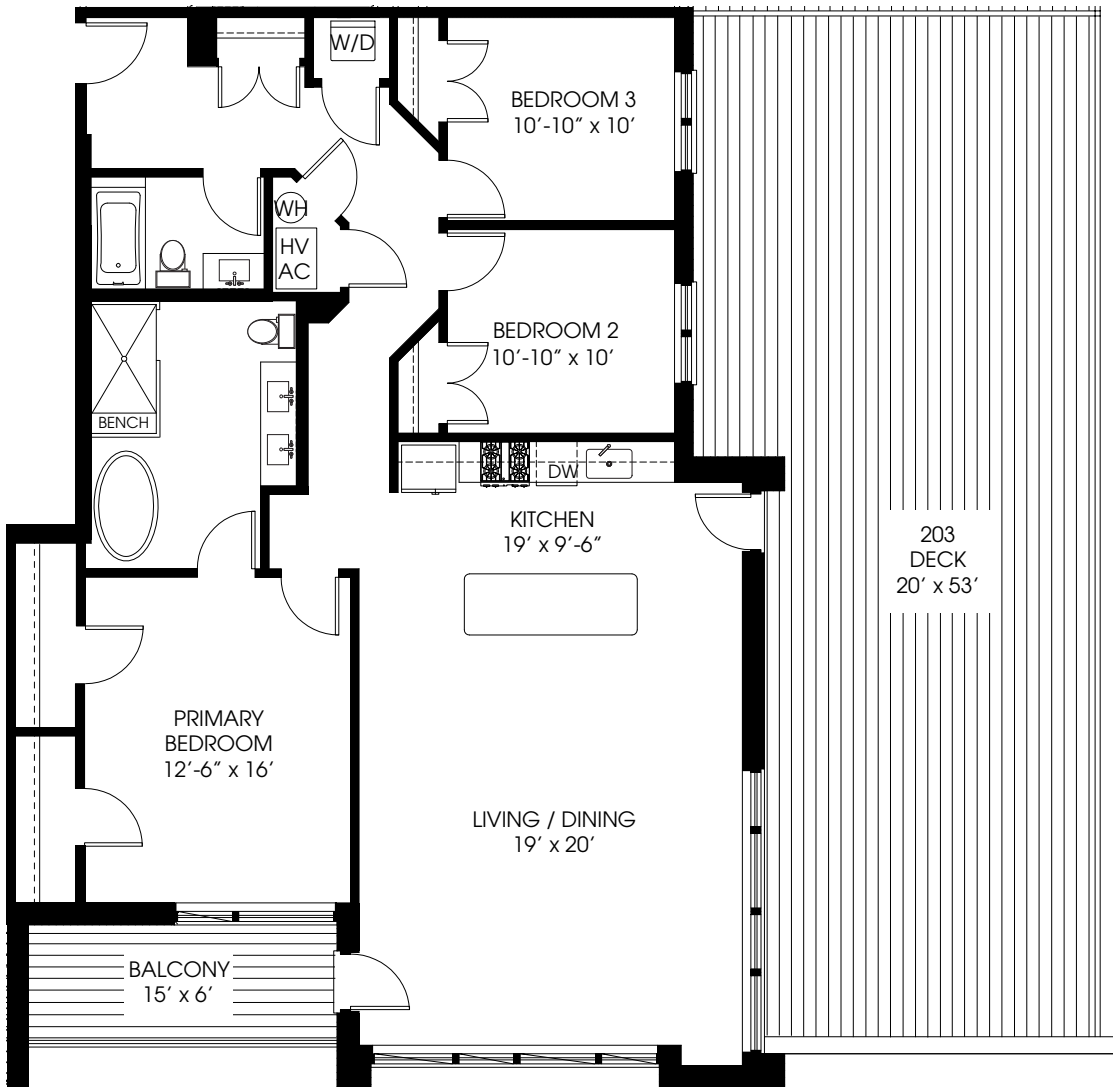 W/D
BEDROOM 3
10'-10" x 10'
WH
HV
AC
BEDROOM 2
10'-10" x 10'
BENCH
DW
KITCHEN
19' x 9'-6"
203
DECK
20' x 53'
PRIMARY
BEDROOM
12'-6" x 16'
LIVING / DINING
19' x 20'
BALCONY
15' x 6'